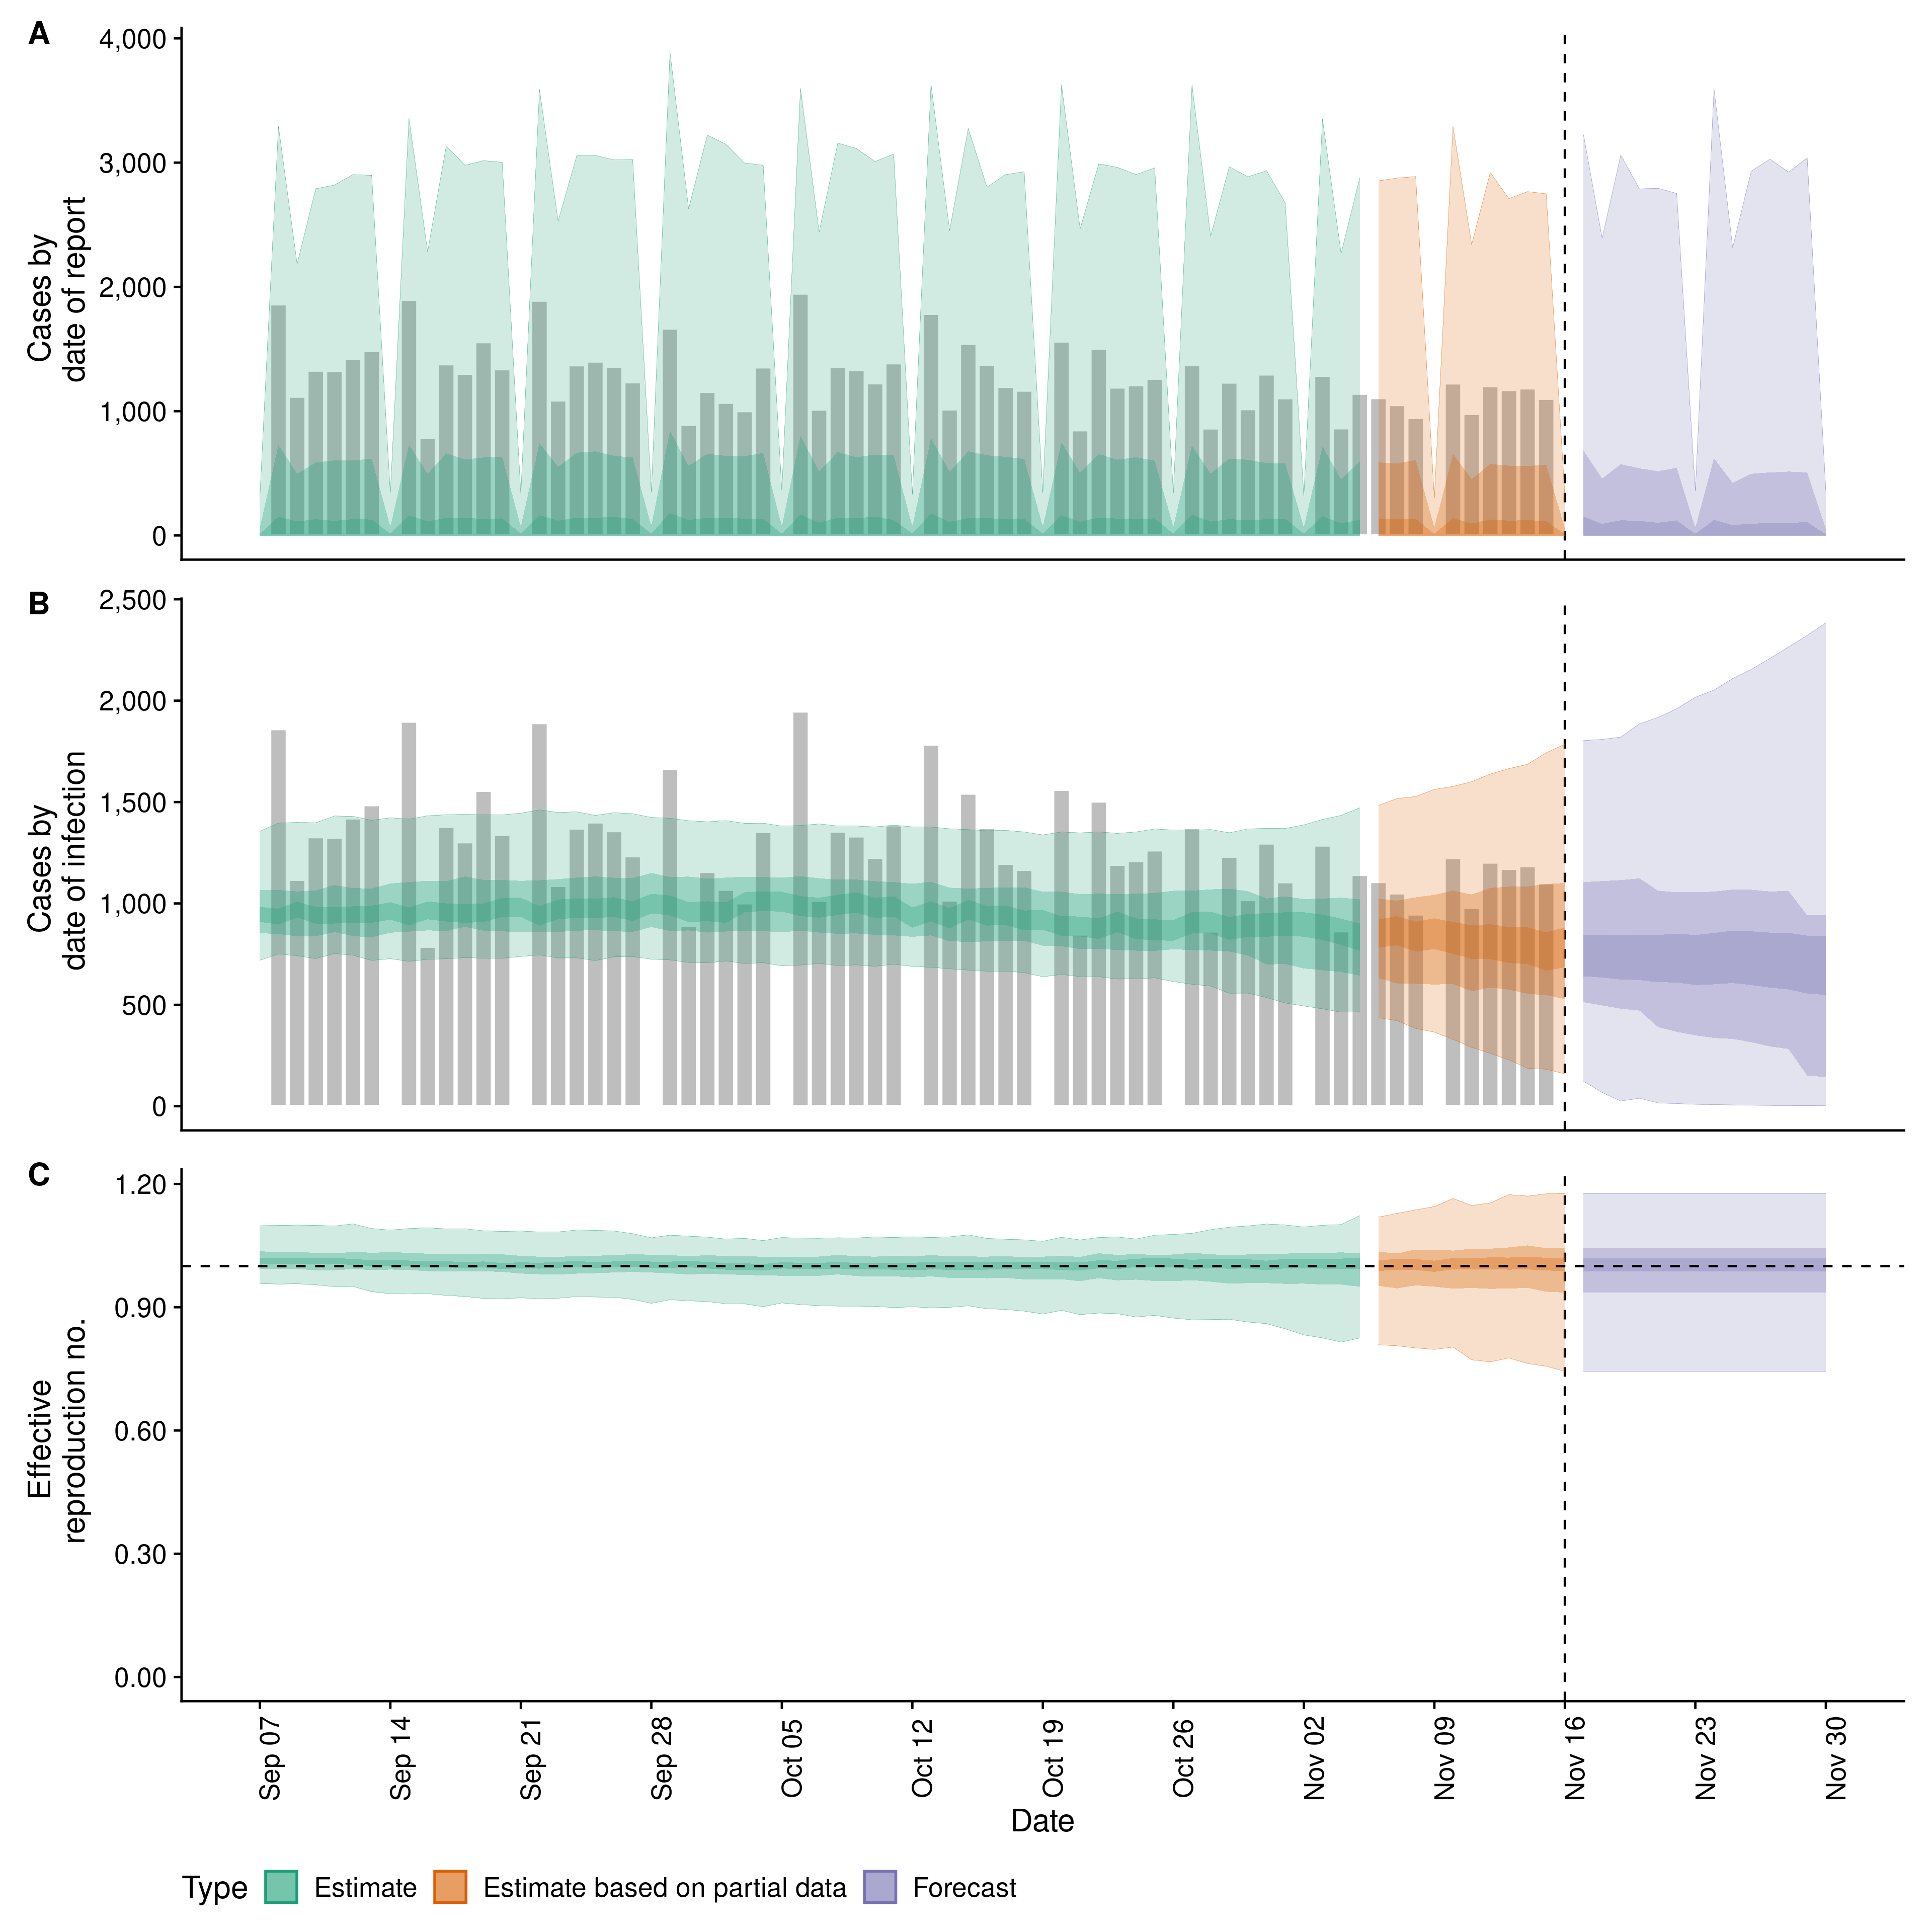 A
4,000
3,000
2,000
1,000
0
Cases by
date of report
B
2,500
2,000
1,500
1,000
500
0
Cases by
date of infection
C
1.20
0.90
0.60
0.30
0.00
Effective
reproduction no.
Sep 07
Sep 14
Sep 21
Sep 28
Oct 05
Oct 12
Oct 19
Oct 26
Nov 02
Nov 09
Nov 16
Nov 23
Nov 30
Date
Type Estimate Estimate based on partial data Forecast